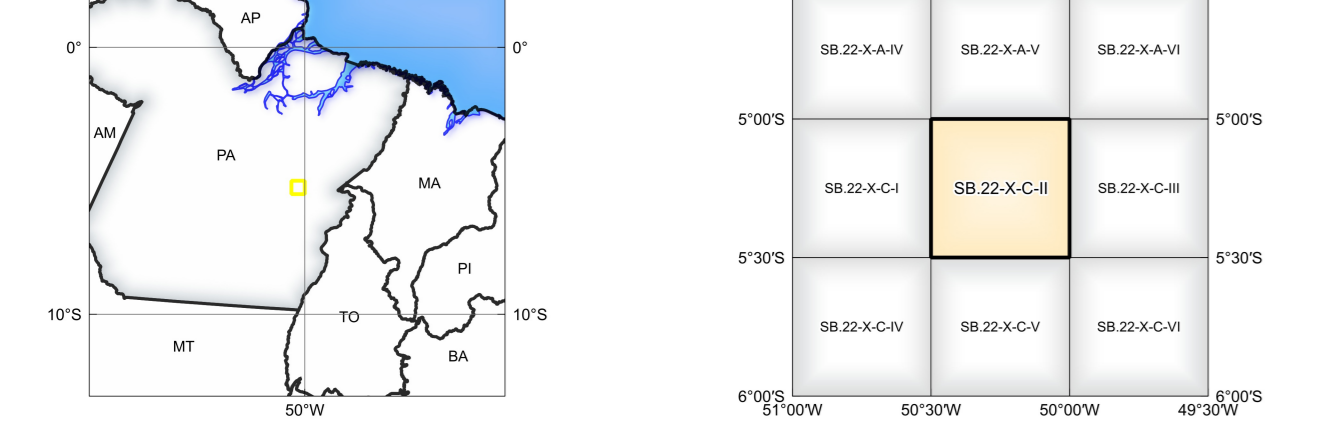 AP
0°
0°
AM
PA
MA
PI
10°S
10°S
TO
MT
BA
50°W
SB.22-X-A-IV
SB.22-X-A-V
SB.22-X-A-VI
5°00'S
5°00'S
SB.22-X-C-I
SB.22-X-C-II
SB.22-X-C-III
5°30'S
5°30'S
SB.22-X-C-IV
SB.22-X-C-V
SB.22-X-C-VI
6°00'S
6°00'S
51°00'W
50°30'W
50°00'W
49°30'W